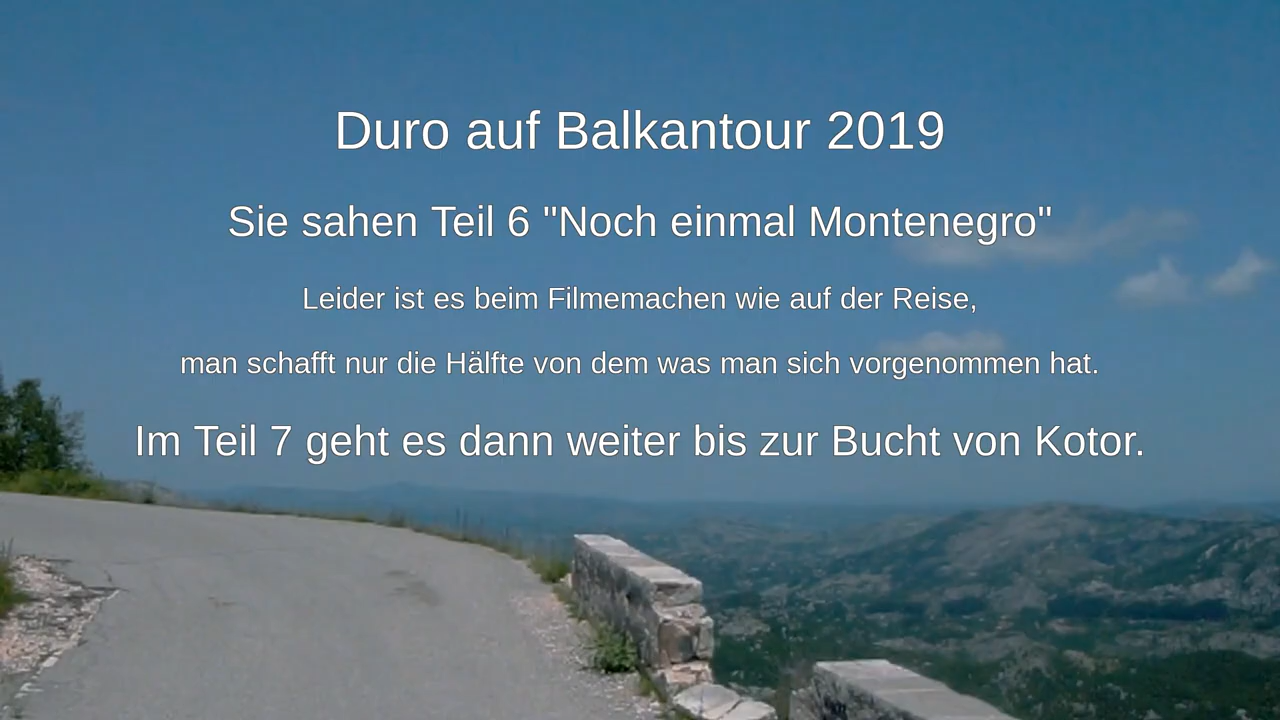 Duro auf Balkantour 2019
Sie sahen Teil 6 "Noch einmal Montenegro"
Leider ist es beim Filmemachen wie auf der Reise,
man schafft nur die Hälfte von dem was man sich vorgenommen hat.
Im Teil 7 geht es dann weiter bis zur Bucht von Kotor.